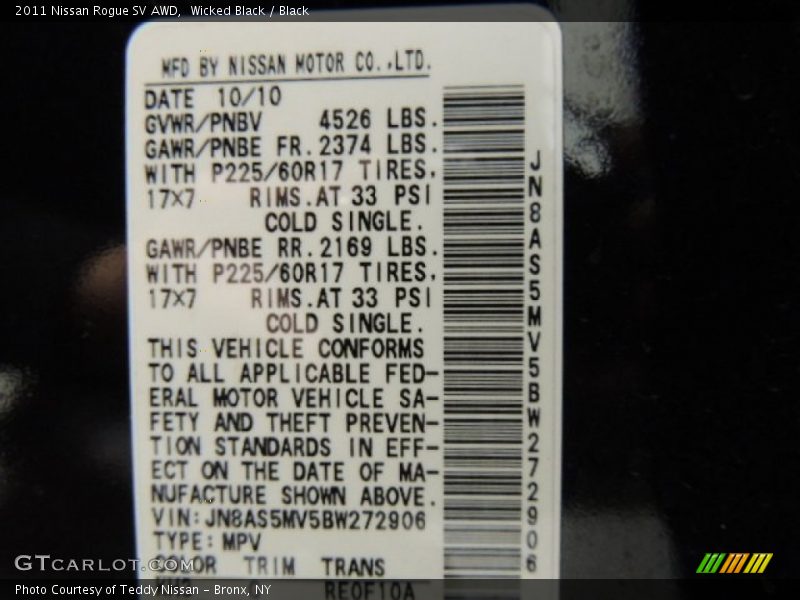 2011 Nissan Rogue SV AWD, Wicked Black / Black
MFD BY NISSAN MOTOR CO.,LTD.
DATE 10/10
GVWR/PNBV 4526 LBS.
GAWR/PNBE FR.2374 LBS.
WITH P225/60R17 TIRES,
17X7 RIMS.AT 33 PSI
COLD SINGLE.
GAWR/PNBE RR.2169 LBS.
WITH P225/60R17 TIRES,
17X7 RIMS.AT 33 PSI
COLD SINGLE.
THIS VEHICLE CONFORMS
TO ALL APPLICABLE FED-
ERAL MOTOR VEHICLE SA-
FETY AND THEFT PREVEN-
TION STANDARDS IN EFF-
ECT ON THE DATE OF MA-
NUFACTURE SHOWN ABOVE.
VIN:JN8AS5MV5BW272906
TYPE:MPV
COLOR TRIM TRANS
RE0F10A
JN8AS5MV5BW272906
GTCARLOT.COM
Photo Courtesy of Teddy Nissan - Bronx, NY